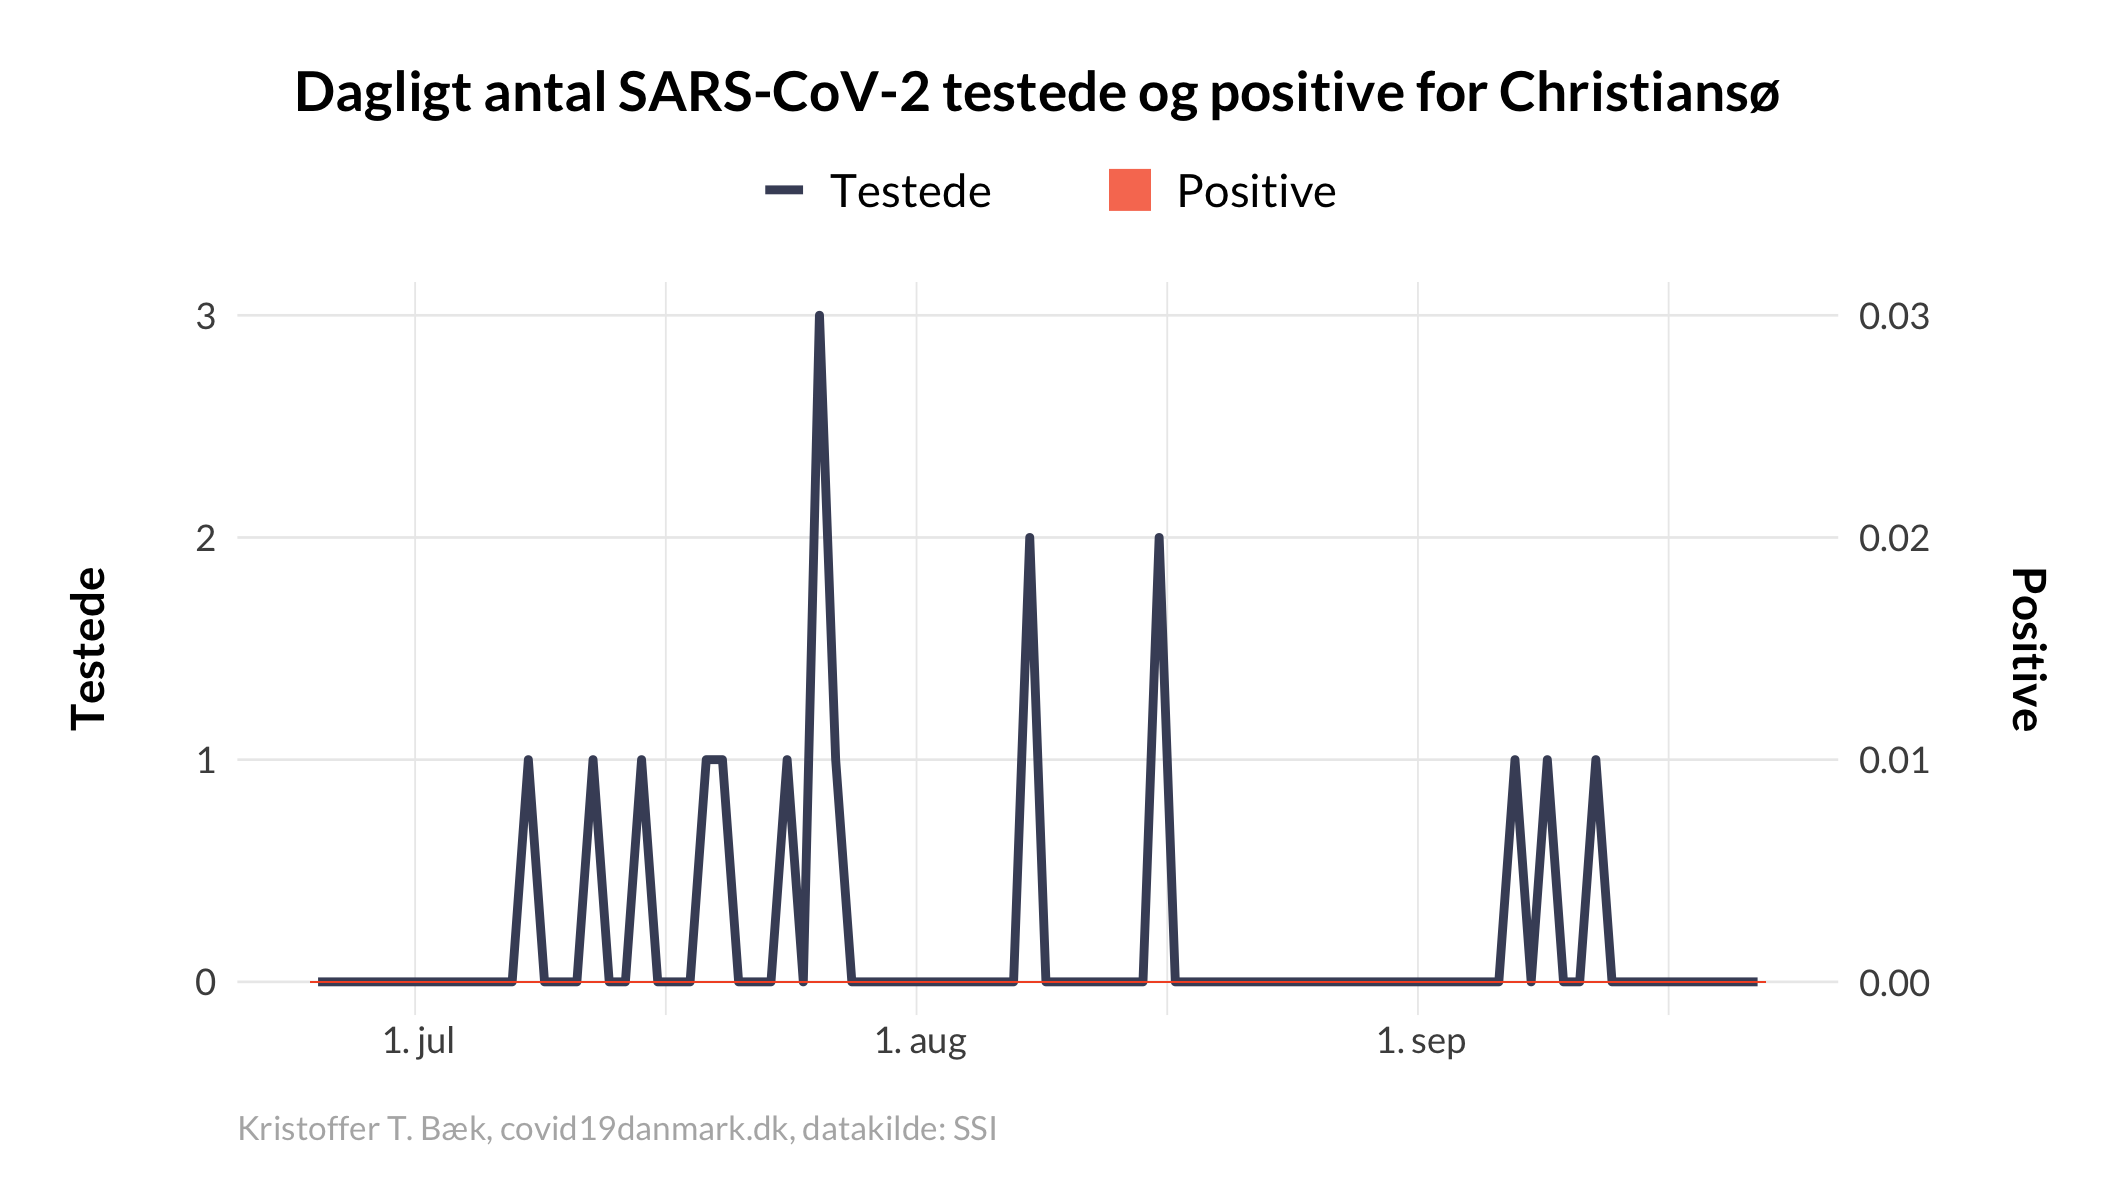 Dagligt antal SARS-CoV-2 testede og positive for Christiansø
Testede
Positive
3
2
1
0
0.03
0.02
0.01
0.00
Testede
Positive
1. jul
1. aug
1. sep
Kristoffer T. Bæk, covid19danmark.dk, datakilde: SSI